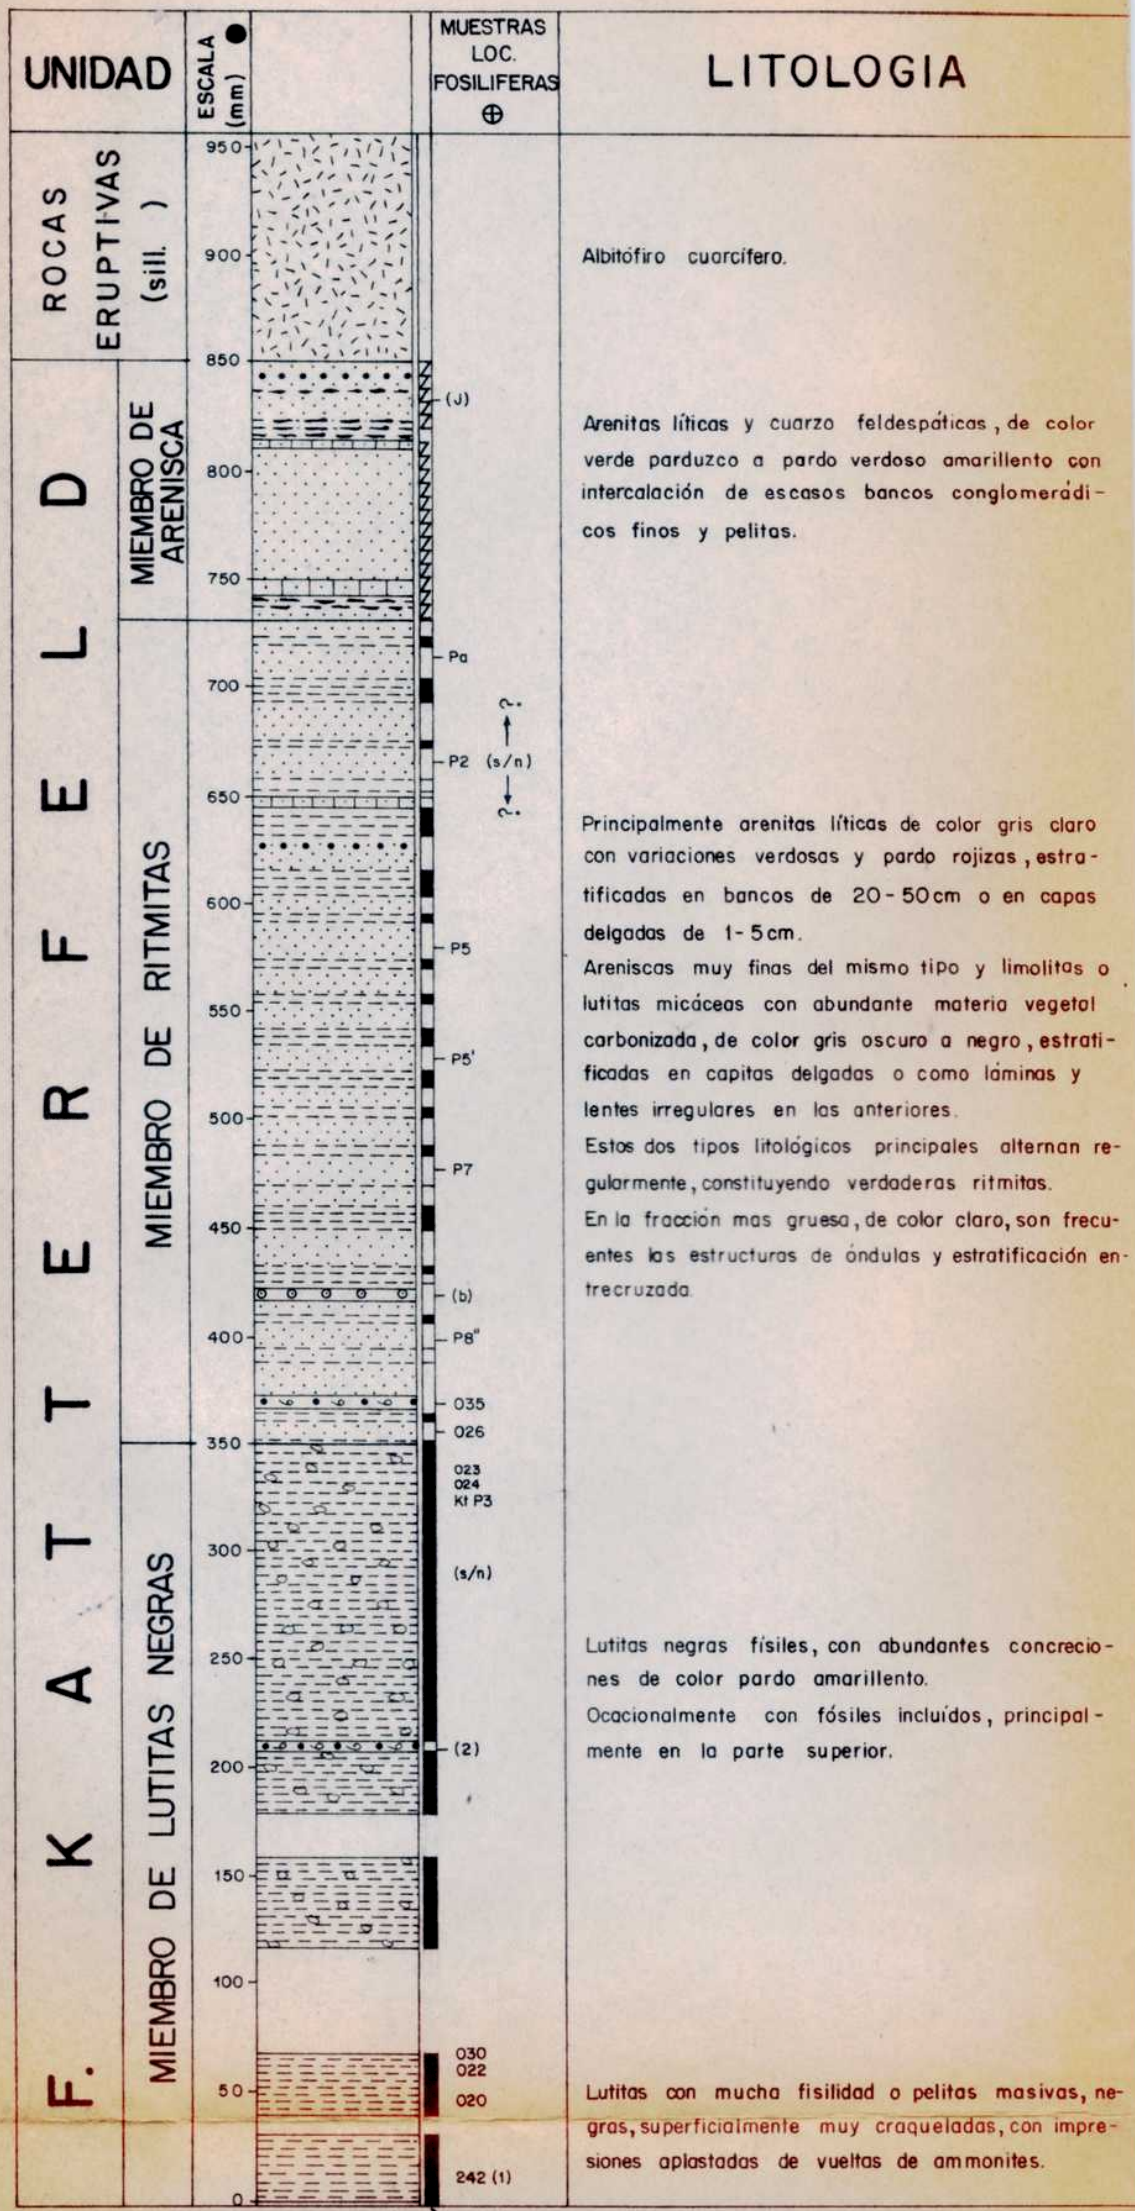 UNIDAD
ESCALA
(mm)
MUESTRAS
LOC.
FOSILIFERAS
LITOLOGIA
ROCAS
ERUPTIVAS
(sill. )
950
900
850
Albitófiro cuarcífero.
F. KATTERFELD
MIEMBRO DE
ARENISCA
800
750
(J)
Arenitas líticas y cuarzo feldespáticas, de color
verde parduzco a pardo verdoso amarillento con
intercalación de escasos bancos conglomerádi-
cos finos y pelitas.
MIEMBRO DE RITMITAS
700
650
600
550
500
450
400
350
Pa
?
P2 (s/n)
?
P5
P5'
P7
(b)
P8"
035
026
Principalmente arenitas líticas de color gris claro
con variaciones verdosas y pardo rojizas, estra-
tificadas en bancos de 20-50cm o en capas
delgadas de 1-5cm.
Areniscas muy finas del mismo tipo y limolitas o
lutitas micáceas con abundante materia vegetal
carbonizada, de color gris oscuro a negro, estrati-
ficadas en capitas delgadas o como láminas y
lentes irregulares en las anteriores.
Estos dos tipos litológicos principales alternan re-
gularmente, constituyendo verdaderas ritmitas.
En la fracción mas gruesa, de color claro, son frecu-
entes las estructuras de óndulas y estratificación en-
trecruzada.
MIEMBRO DE LUTITAS NEGRAS
300
250
200
150
100
50
0
023
024
Kt P3
(s/n)
(2)
Lutitas negras físiles, con abundantes concrecio-
nes de color pardo amarillento.
Ocacionalmente con fósiles incluídos, principal-
mente en la parte superior.
030
022
020
242 (1)
Lutitas con mucha fisilidad o pelitas masivas, ne-
gras, superficialmente muy craqueladas, con impre-
siones aplastadas de vueltas de ammonites.